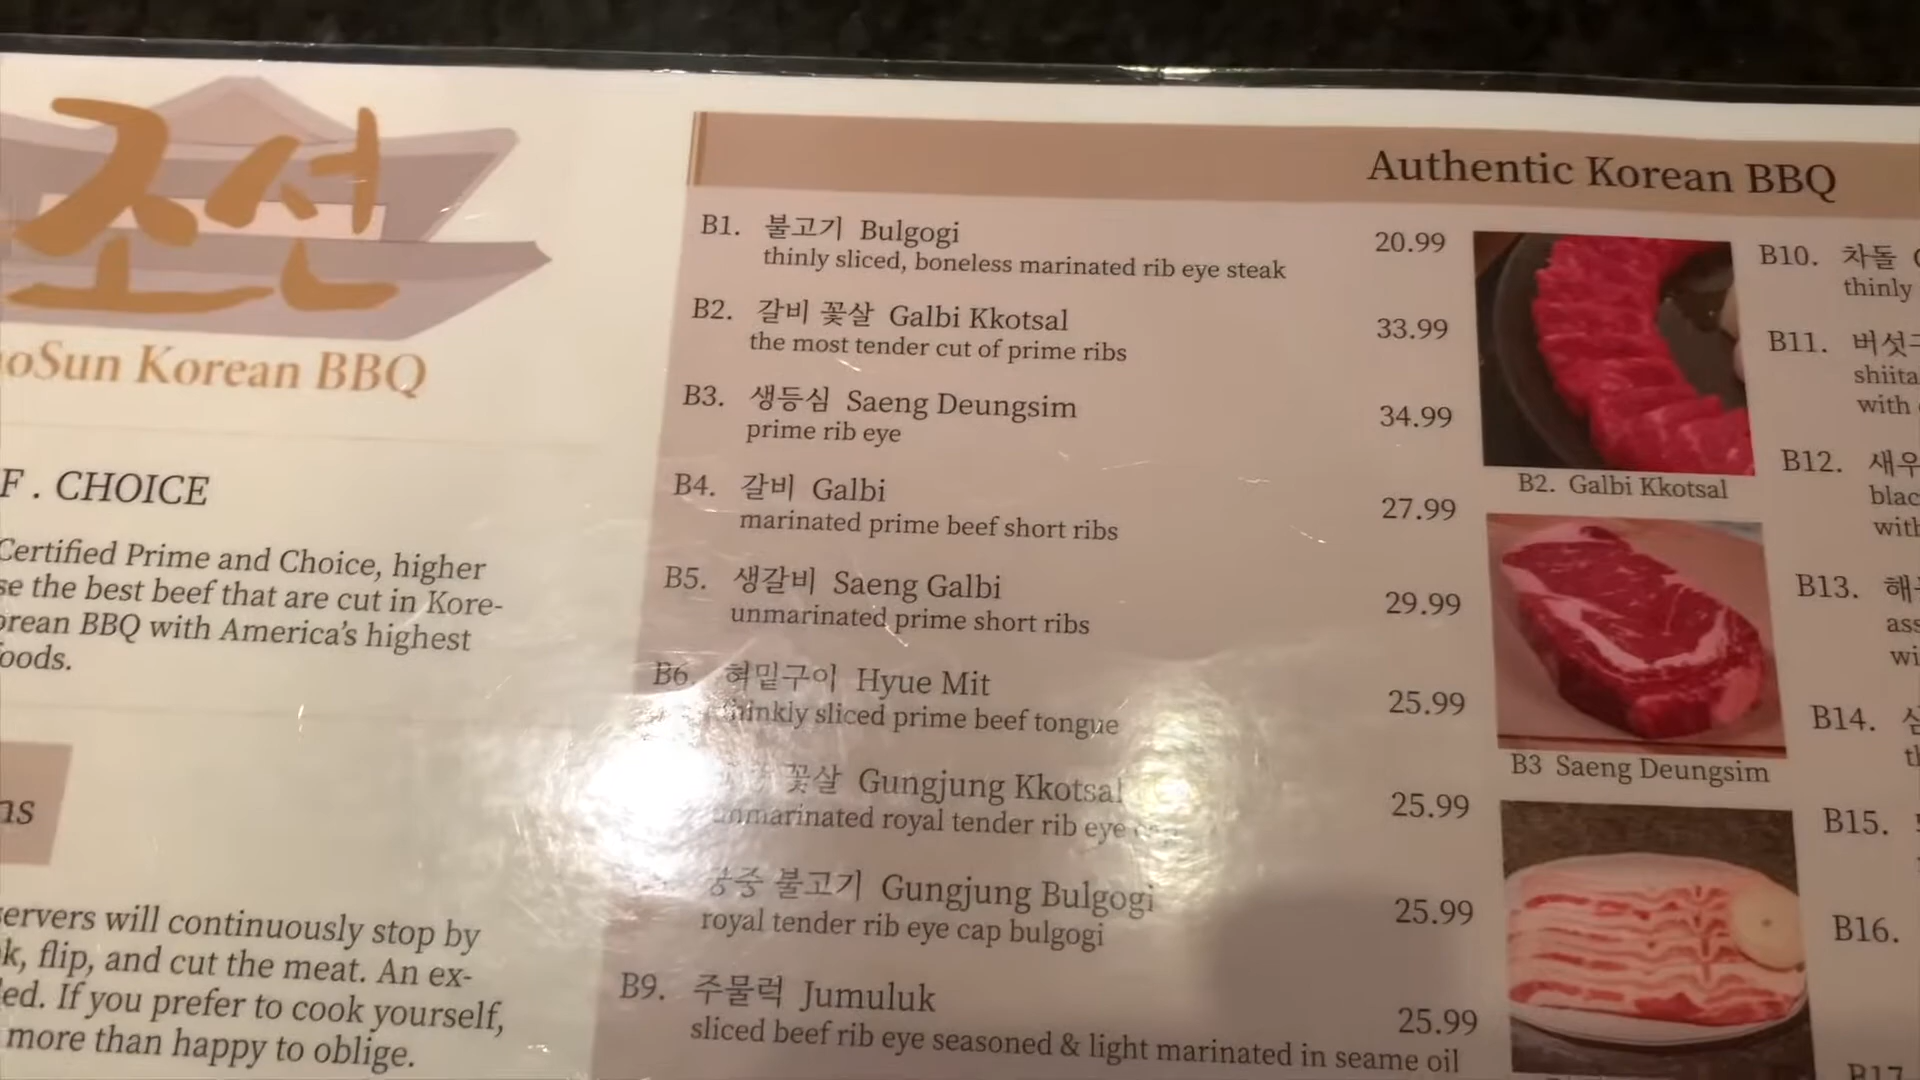 조선
oSun Korean BBQ
F. CHOICE
Certified Prime and Choice, higher
se the best beef that are cut in Kore-
orean BBQ with America's highest
oods.
ns
servers will continuously stop by
k, flip, and cut the meat. An ex-
ed. If you prefer to cook yourself,
more than happy to oblige.
Authentic Korean BBQ
B1. 불고기 Bulgogi 20.99
thinly sliced, boneless marinated rib eye steak
B2. 갈비 꽃살 Galbi Kkotsal 33.99
the most tender cut of prime ribs
B3. 생등심 Saeng Deungsim 34.99
prime rib eye
B4. 갈비 Galbi 27.99
marinated prime beef short ribs
B5. 생갈비 Saeng Galbi 29.99
unmarinated prime short ribs
B6. 혀밑구이 Hyue Mit 25.99
thinkly sliced prime beef tongue
꽃살 Gungjung Kkotsal 25.99
unmarinated royal tender rib eye
궁중 불고기 Gungjung Bulgogi 25.99
royal tender rib eye cap bulgogi
B9. 주물럭 Jumuluk 25.99
sliced beef rib eye seasoned & light marinated in seame oil
B2. Galbi Kkotsal
B3 Saeng Deungsim
B10. 차돌
thinly
B11. 버섯
shiita
with
B12. 새우
blac
with
B13. 해
ass
wi
B14.
B15.
B16.
B17